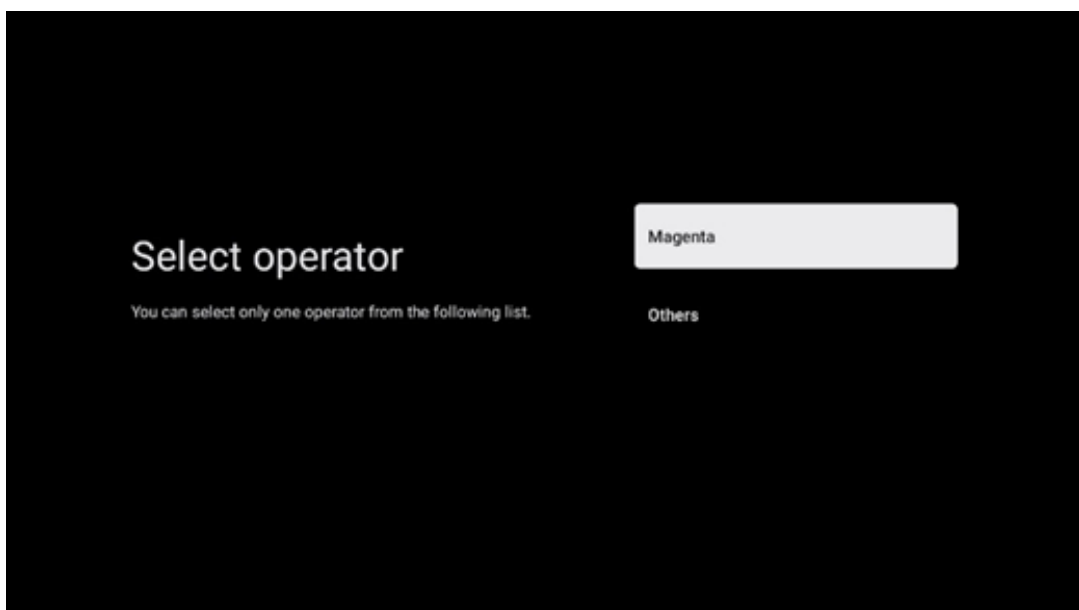 Select operator
You can select only one operator from the following list.
Magenta
Others